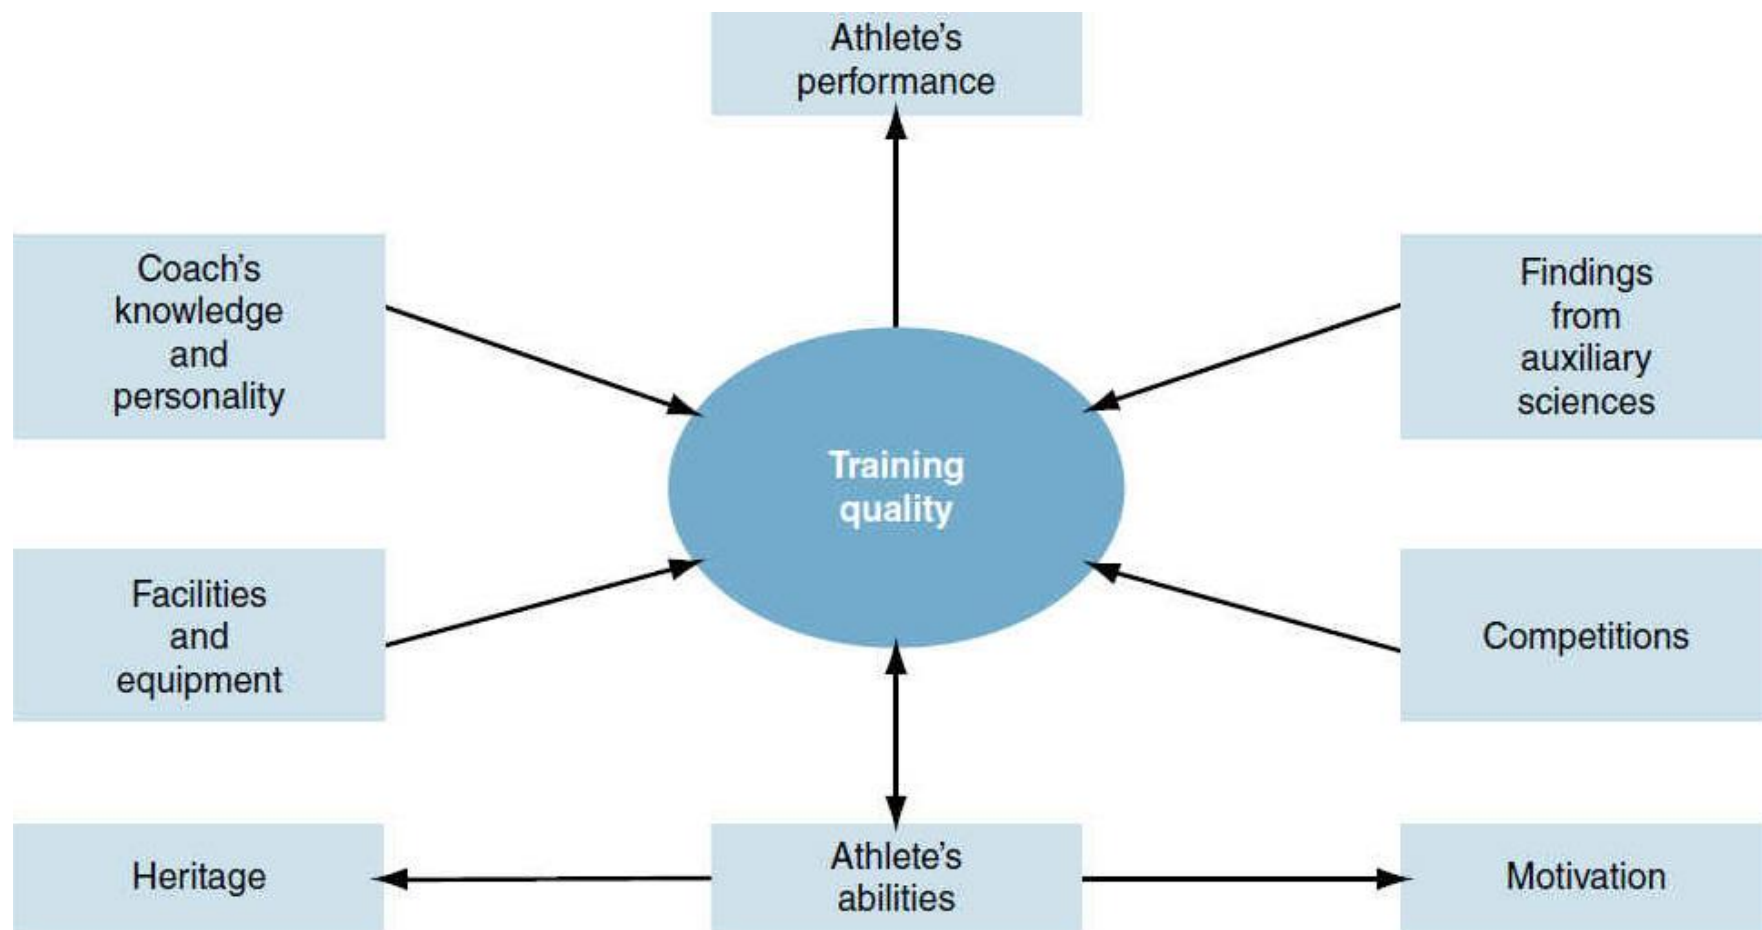 Athlete’s
performance
Coach’s
knowledge
and
personality
Findings
from
auxiliary
sciences
Training
quality
Facilities
and
equipment
Competitions
Heritage
Athlete’s
abilities
Motivation